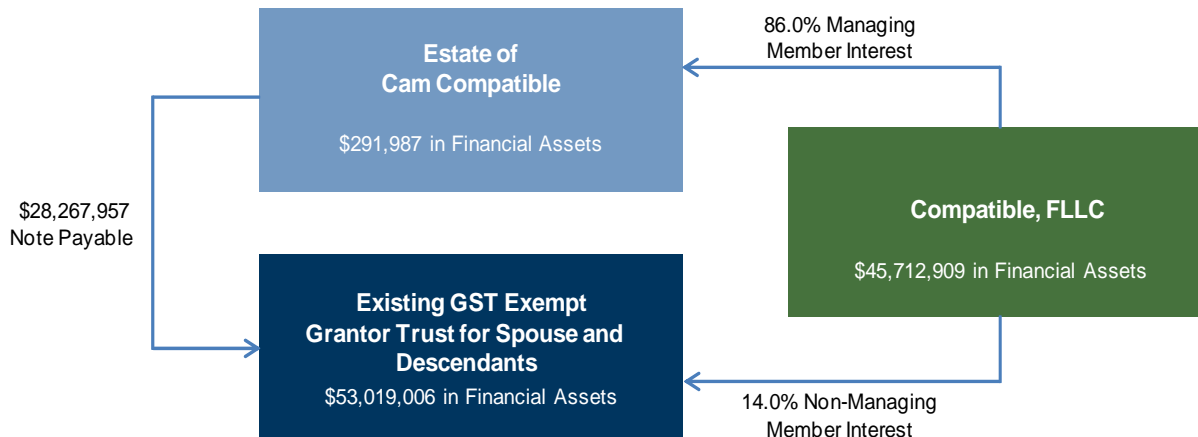 86.0% Managing
Member Interest
Estate of
Cam Compatible
$291,987 in Financial Assets
$28,267,957
Note Payable
Compatible, FLLC
$45,712,909 in Financial Assets
Existing GST Exempt
Grantor Trust for Spouse and
Descendants
$53,019,006 in Financial Assets
14.0% Non-Managing
Member Interest